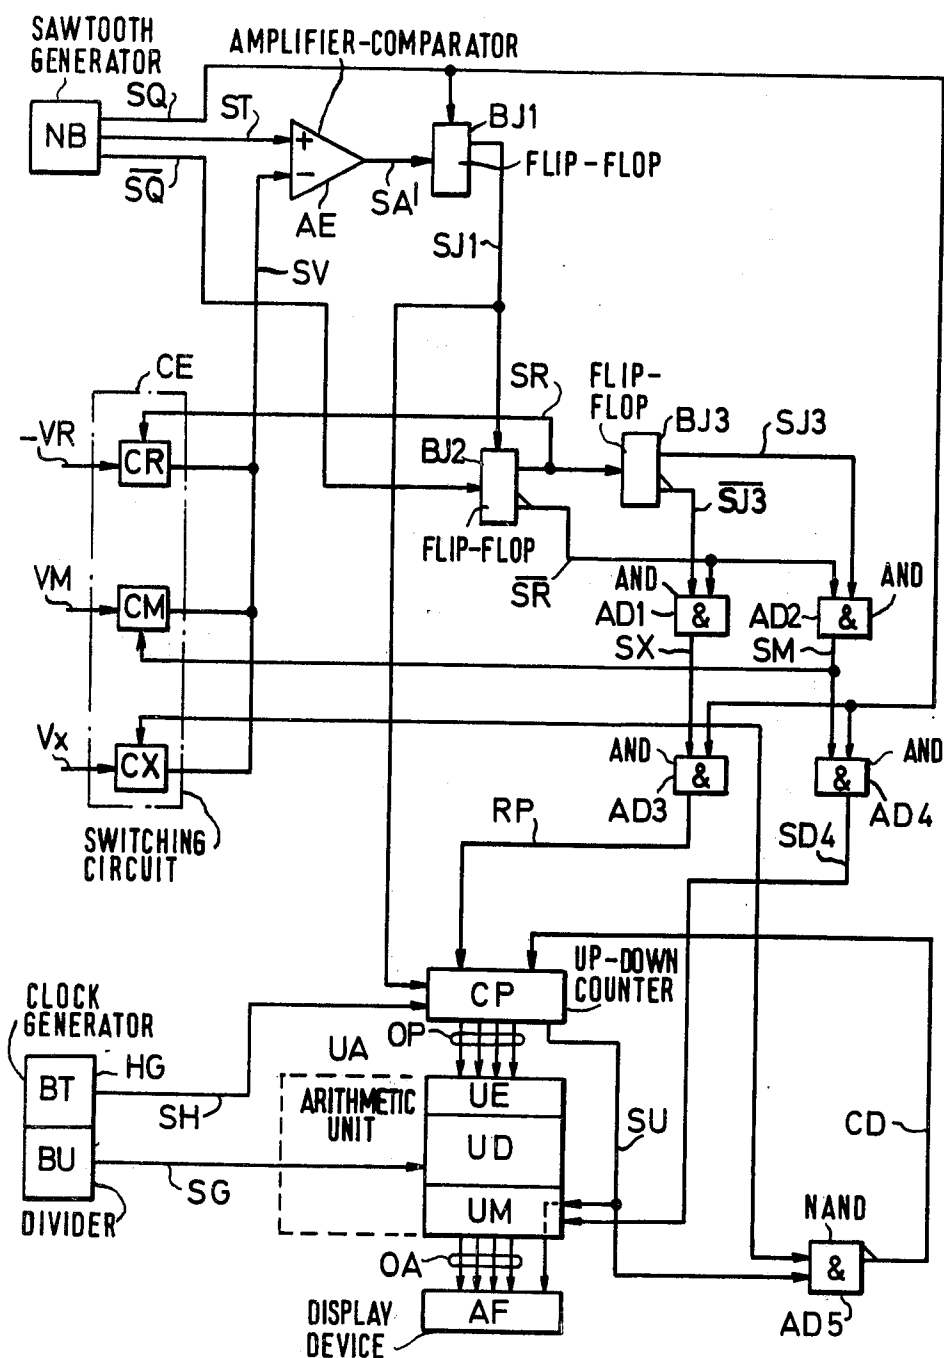 SAWTOOTH
GENERATOR
AMPLIFIER-COMPARATOR
SQ
ST
NB
+
BJ1
FLIP-FLOP
S̅Q̅
−
SA'
AE
SJ1
SV
CE
SR
FLIP-
FLOP
BJ3
SJ3
-VR
CR
BJ2
S̅J̅3̅
FLIP-FLOP
S̅R̅
AND
AND
VM
CM
AD1
&
AD2
&
SX
SM
Vx
CX
AND
&
AND
&
AD3
AD4
RP
SD4
SWITCHING
CIRCUIT
UP-DOWN
COUNTER
CP
CLOCK
GENERATOR
OP
UA
HG
BT
SH
ARITHMETIC
UNIT
UE
UD
SU
CD
BU
SG
UM
DIVIDER
NAND
OA
&
AD5
DISPLAY
DEVICE
AF